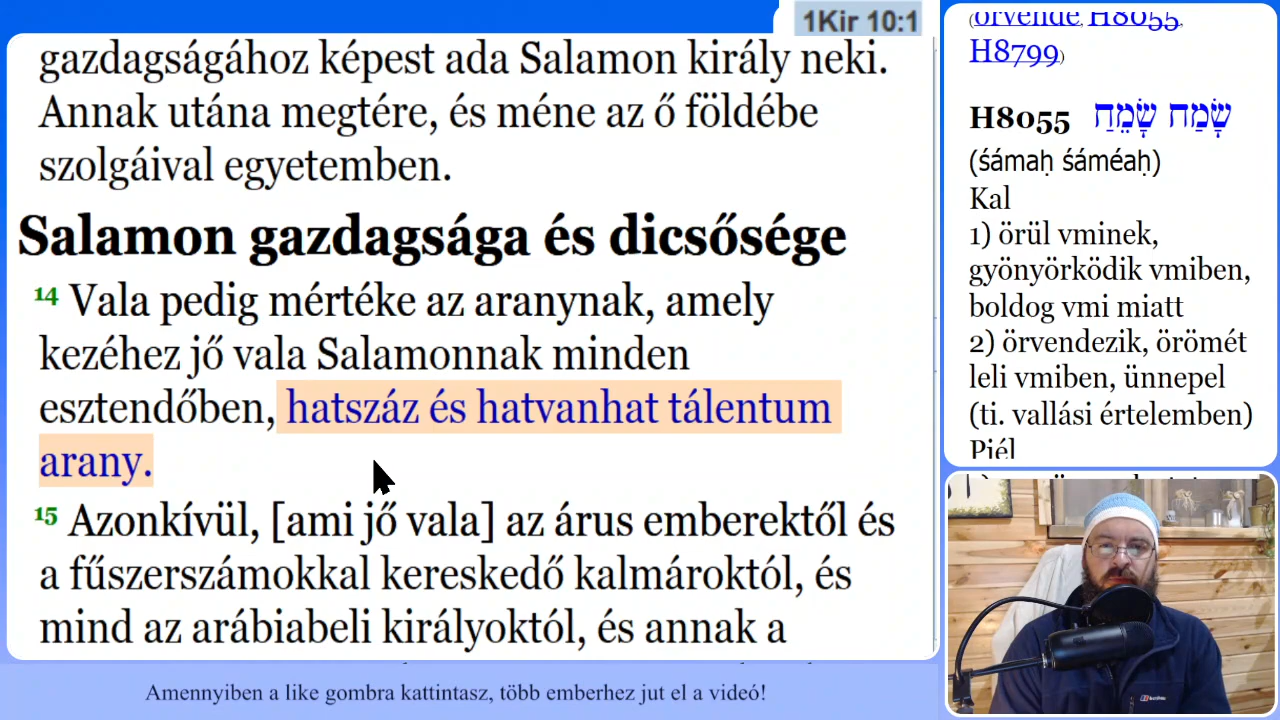 1Kir 10:1
gazdagságához képest ada Salamon király neki.
Annak utána megtére, és méne az ő földébe
szolgáival egyetemben.
Salamon gazdagsága és dicsősége
14 Vala pedig mértéke az aranynak, amely
kezéhez jő vala Salamonnak minden
esztendőben, hatszáz és hatvanhat tálentum
arany.
15 Azonkívül, [ami jő vala] az árus emberektől és
a fűszerszámokkal kereskedő kalmároktól, és
mind az arábiabeli királyoktól, és annak a
Amennyiben a like gombra kattintasz, több emberhez jut el a videó!
(örvende, H8055,
H8799)
H8055 שָׂמַח שָׂמֵחַ
(śámaḥ śáméaḥ)
Kal
1) örül vminek,
gyönyörködik vmiben,
boldog vmi miatt
2) örvendezik, örömét
leli vmiben, ünnepel
(ti. vallási értelemben)
Piél